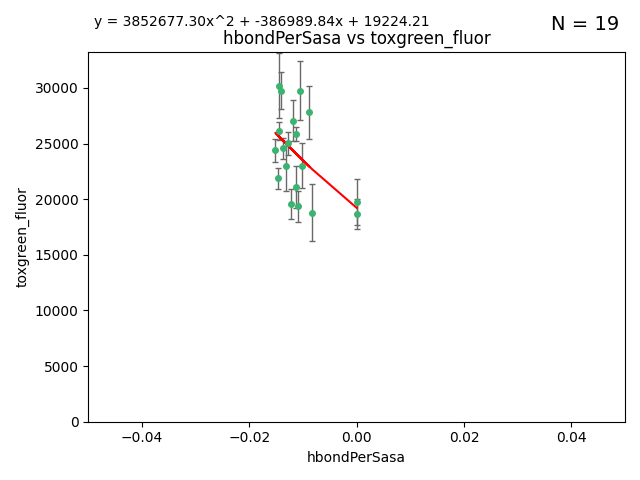 y = 3852677.30x^2 + -386989.84x + 19224.21
N = 19
hbondPerSasa vs toxgreen_fluor
toxgreen_fluor
30000
25000
20000
15000
10000
5000
0
−0.04
−0.02
0.00
0.02
0.04
hbondPerSasa